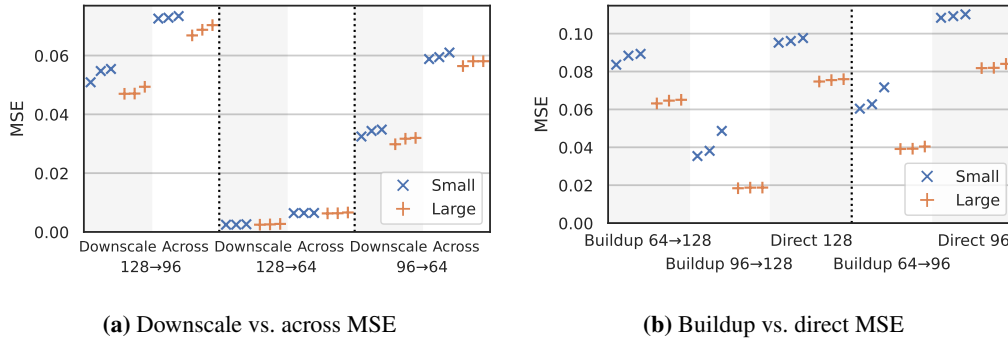 MSE
0.06
0.04
0.02
0.00
Small
Large
Downscale Across Downscale Across Downscale Across
128→96 128→64 96→64
(a) Downscale vs. across MSE
MSE
0.10
0.08
0.06
0.04
0.02
0.00
Small
Large
Buildup 64→128 Direct 128 Direct 96
Buildup 96→128 Buildup 64→96
(b) Buildup vs. direct MSE